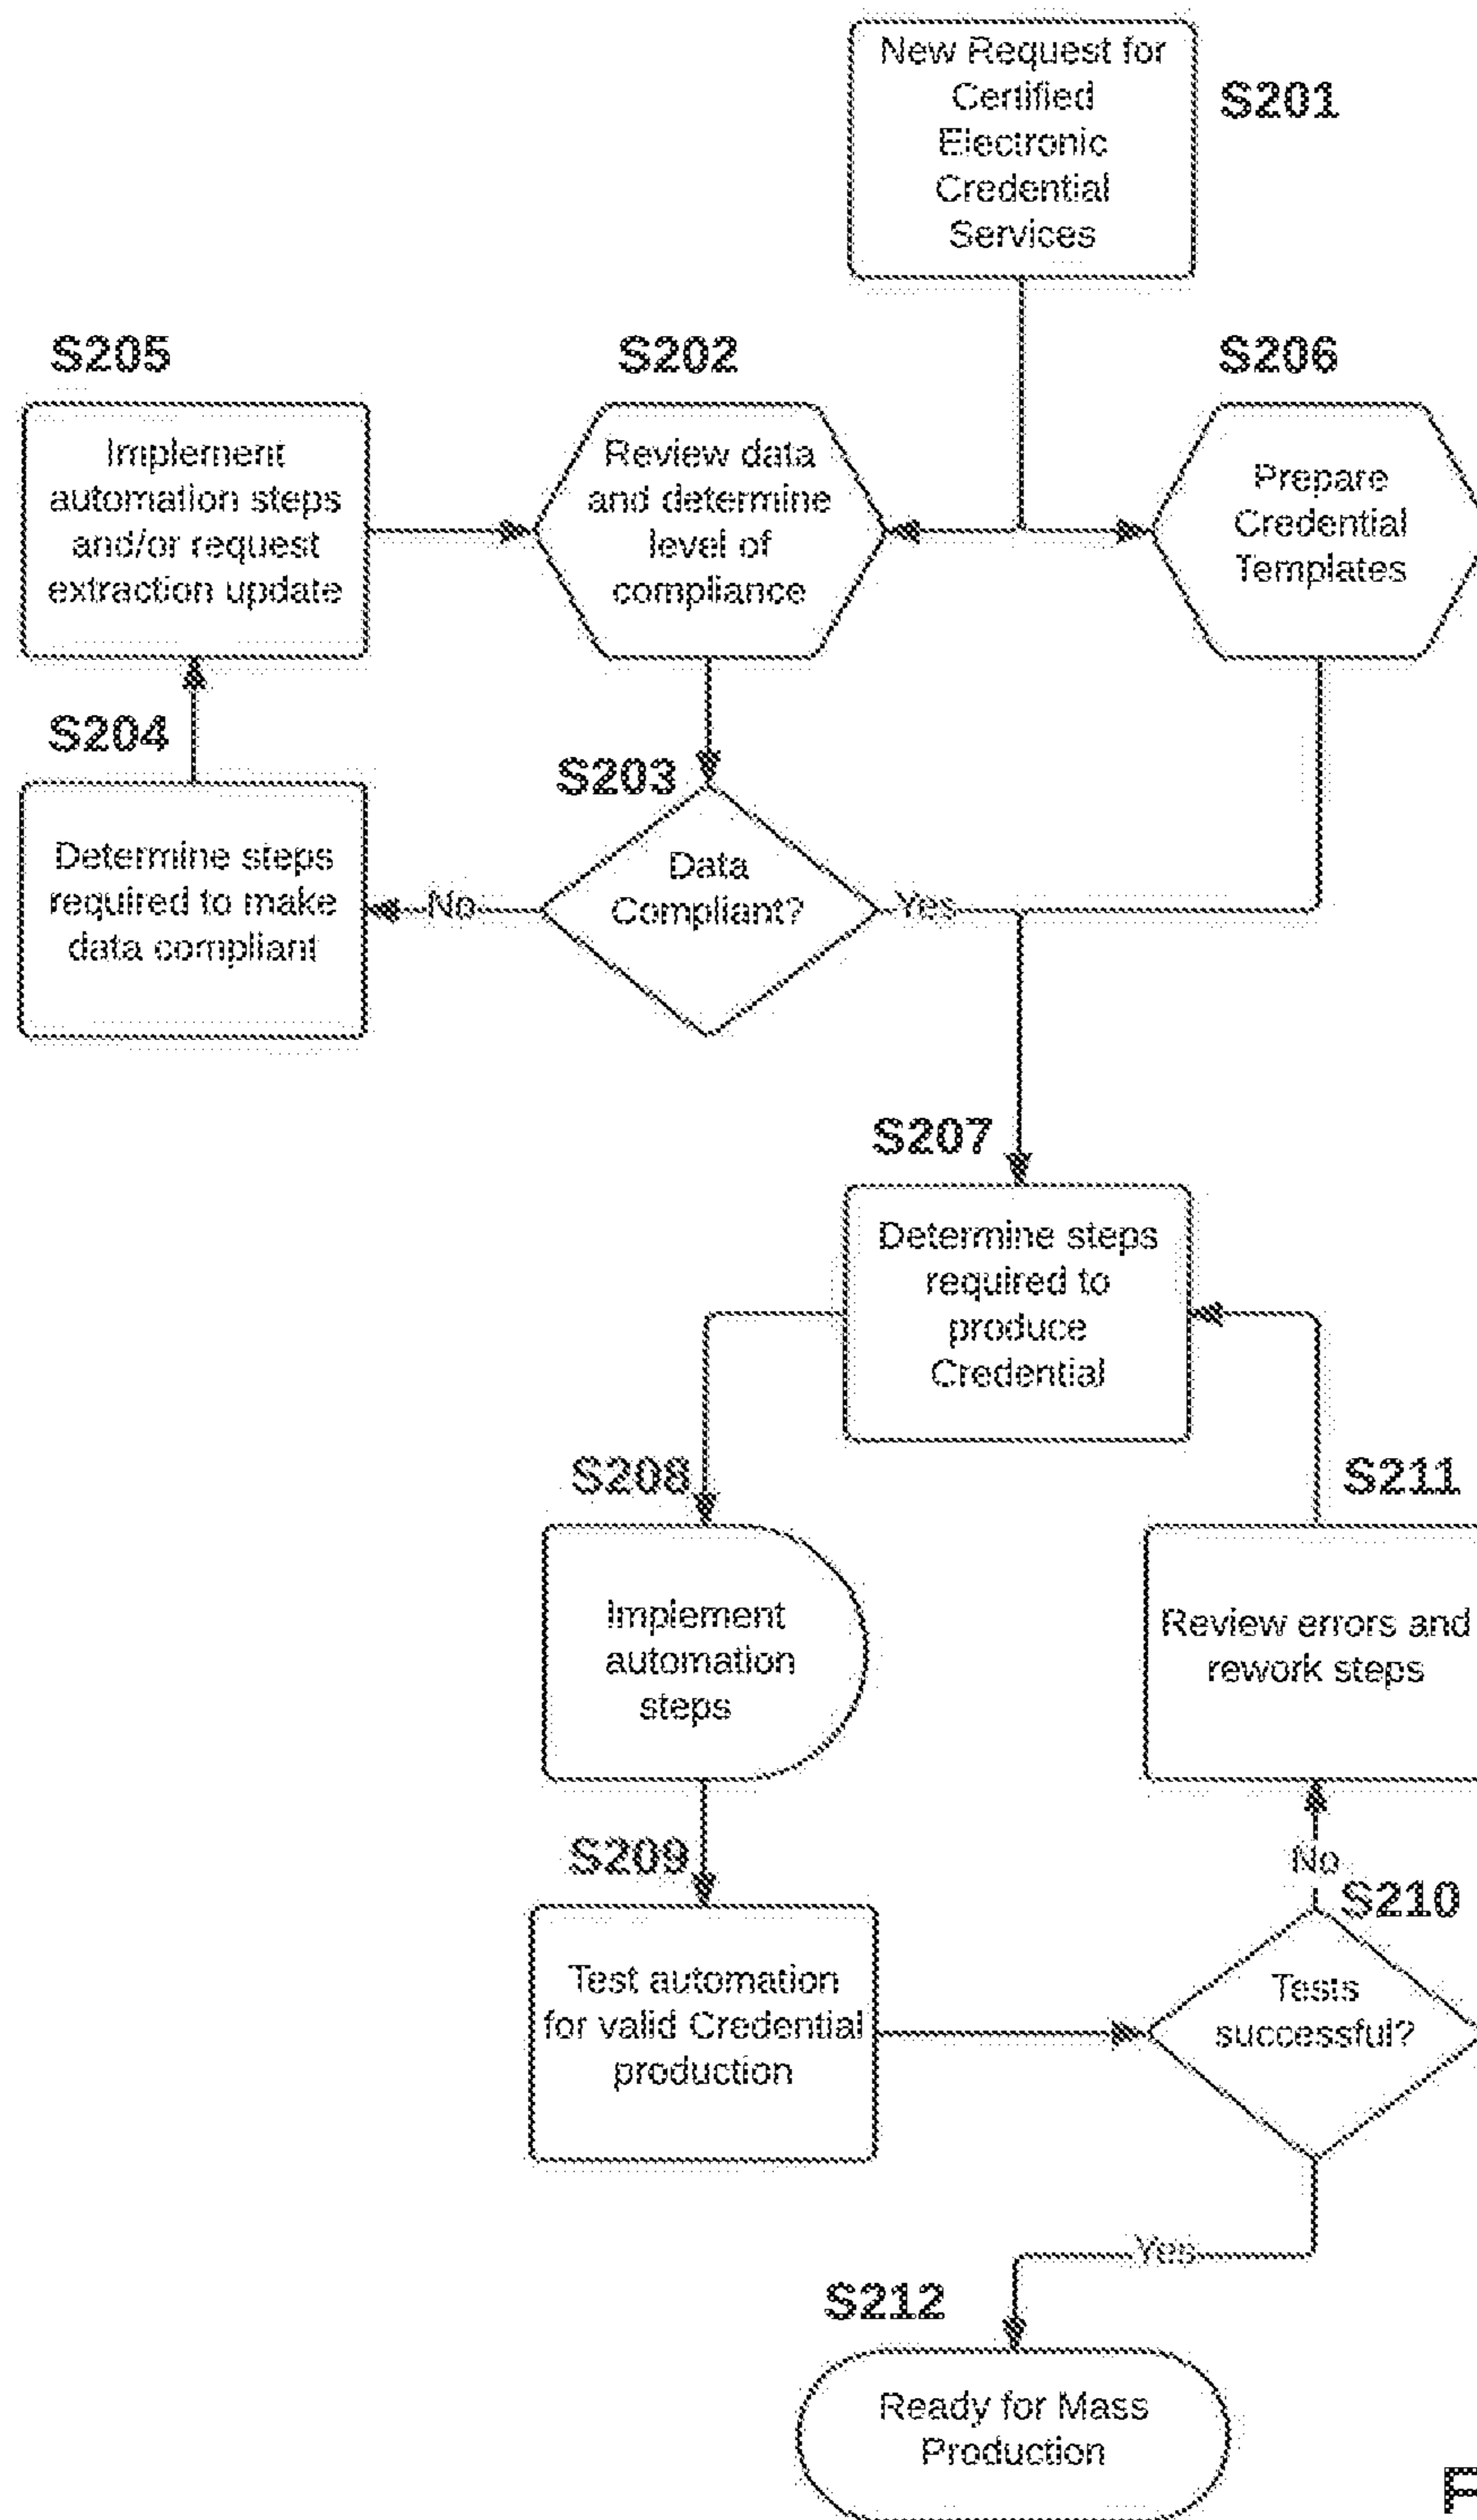 New Request for
Certified
Electronic
Credential
Services
S201
S205
S202
S206
Implement
automation steps
and/or request
extraction update
Review data
and determine
level of
compliance
Prepare
Credential
Templates
S204
S203
Determine steps
required to make
data compliant
No
Data
Compliant?
Yes
S207
Determine steps
required to
produce
Credential
S208
S211
Implement
automation
steps
Review errors and
rework steps
S209
No
S210
Test automation
for valid Credential
production
Tests
successful?
Yes
S212
Ready for Mass
Production
F